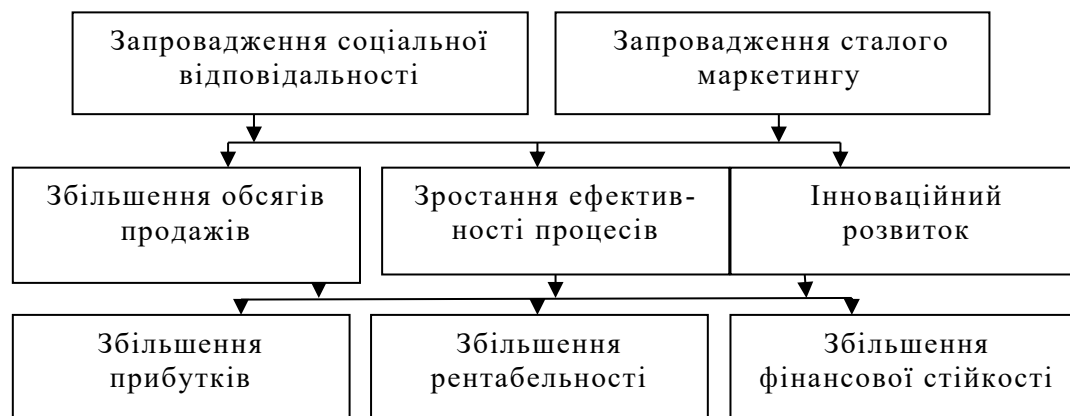 Запровадження соціальної
відповідальності
Запровадження сталого
маркетингу
Збільшення обсягів
продажів
Зростання ефектив-
ності процесів
Інноваційний
розвиток
Збільшення
прибутків
Збільшення
рентабельності
Збільшення
фінансової стійкості